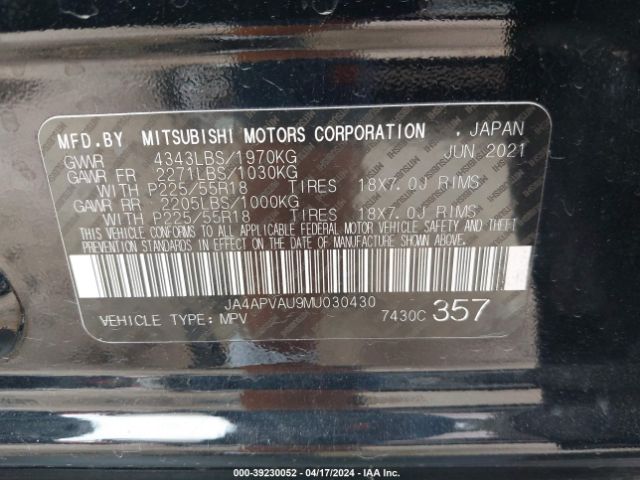 MFD.BY MITSUBISHI MOTORS CORPORATION . JAPAN
GVWR 4343LBS/1970KG JUN.2021
GAWR FR 2271LBS/1030KG
WITH P225/55R18 TIRES 18X7.0J RIMS
GAWR RR 2205LBS/1000KG
WITH P225/55R18 TIRES 18X7.0J RIMS
THIS VEHICLE CONFORMS TO ALL APPLICABLE FEDERAL MOTOR VEHICLE SAFETY AND THEFT
PREVENTION STANDARDS IN EFFECT ON THE DATE OF MANUFACTURE SHOWN ABOVE.
JA4APVAU9MU030430
VEHICLE TYPE:MPV 7430C 357
000-39230052 - 04/17/2024 - IAA Inc.